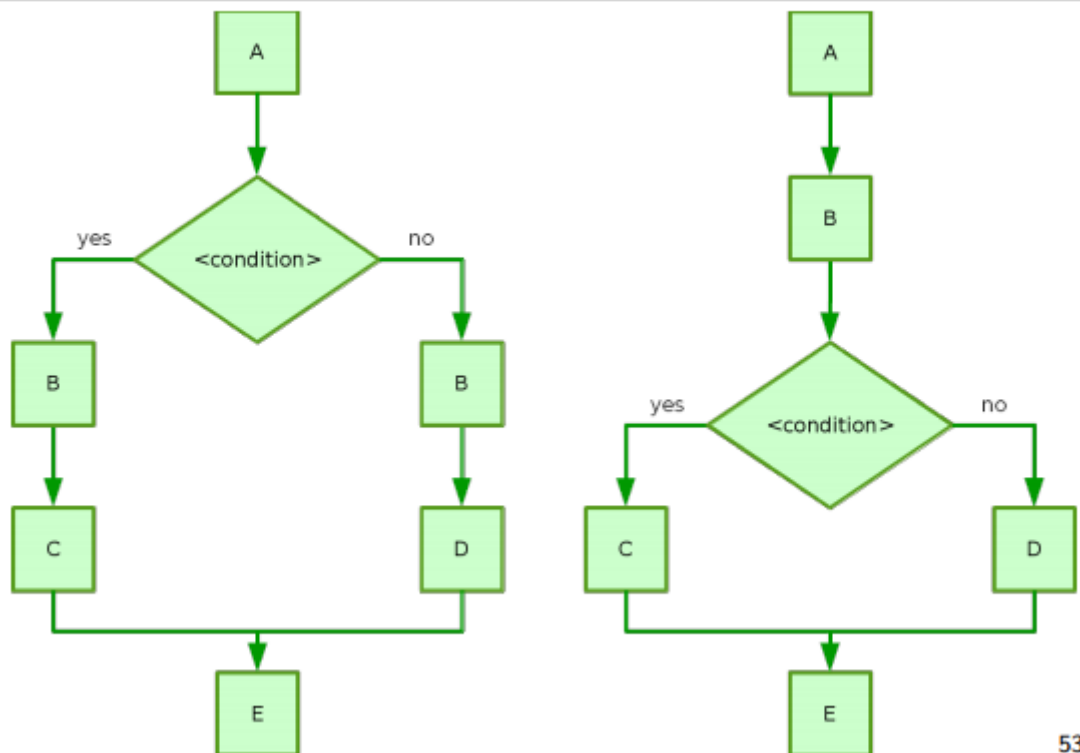 A
yes
<condition>
no
B
B
C
D
E
A
B
yes
<condition>
no
C
D
E
53